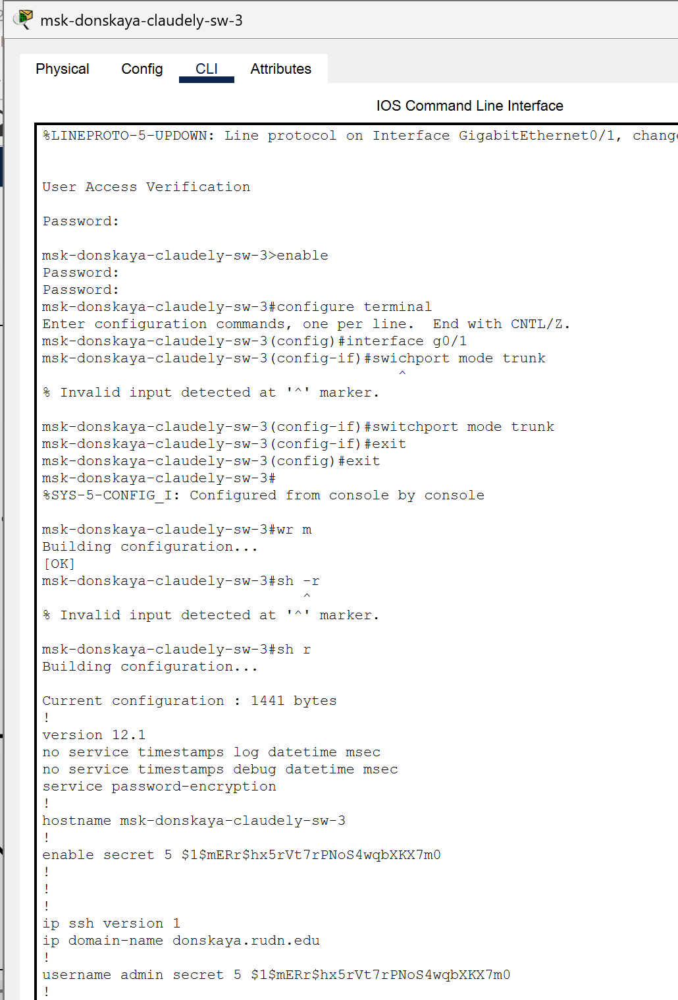 msk-donskaya-claudely-sw-3
Physical Config CLI Attributes
IOS Command Line Interface
%LINEPROTO-5-UPDOWN: Line protocol on Interface GigabitEthernet0/1, change
User Access Verification
Password:
msk-donskaya-claudely-sw-3>enable
Password:
Password:
msk-donskaya-claudely-sw-3#configure terminal
Enter configuration commands, one per line.  End with CNTL/Z.
msk-donskaya-claudely-sw-3(config)#interface g0/1
msk-donskaya-claudely-sw-3(config-if)#swichport mode trunk
^
% Invalid input detected at '^' marker.
msk-donskaya-claudely-sw-3(config-if)#switchport mode trunk
msk-donskaya-claudely-sw-3(config-if)#exit
msk-donskaya-claudely-sw-3(config)#exit
msk-donskaya-claudely-sw-3#
%SYS-5-CONFIG_I: Configured from console by console
msk-donskaya-claudely-sw-3#wr m
Building configuration...
[OK]
msk-donskaya-claudely-sw-3#sh -r
^
% Invalid input detected at '^' marker.
msk-donskaya-claudely-sw-3#sh r
Building configuration...
Current configuration : 1441 bytes
!
version 12.1
no service timestamps log datetime msec
no service timestamps debug datetime msec
service password-encryption
!
hostname msk-donskaya-claudely-sw-3
!
enable secret 5 $1$mERr$hx5rVt7rPNoS4wqbXKX7m0
!
!
!
ip ssh version 1
ip domain-name donskaya.rudn.edu
!
username admin secret 5 $1$mERr$hx5rVt7rPNoS4wqbXKX7m0
!